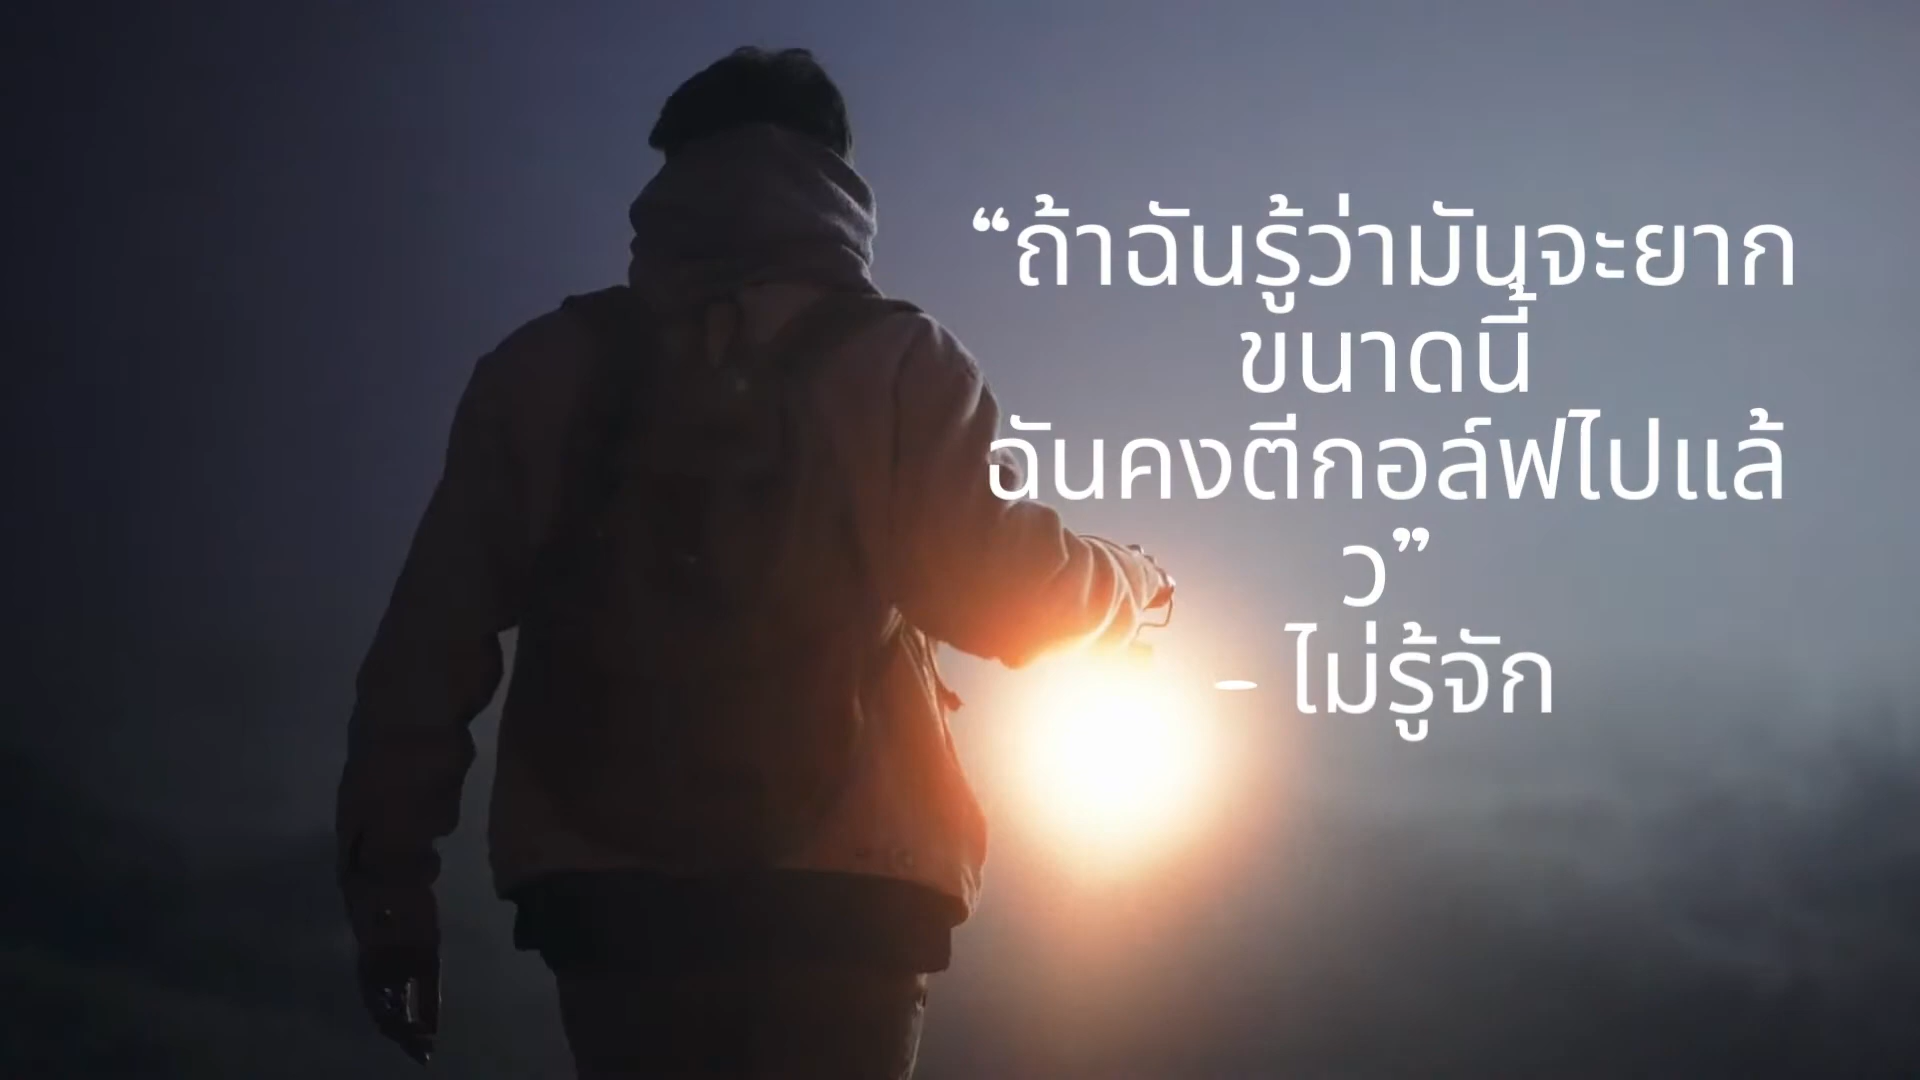 “ถ้าฉันรู้ว่ามันจะยาก
ขนาดนี้
ฉันคงตีกอล์ฟไปแล้
ว”
- ไม่รู้จัก